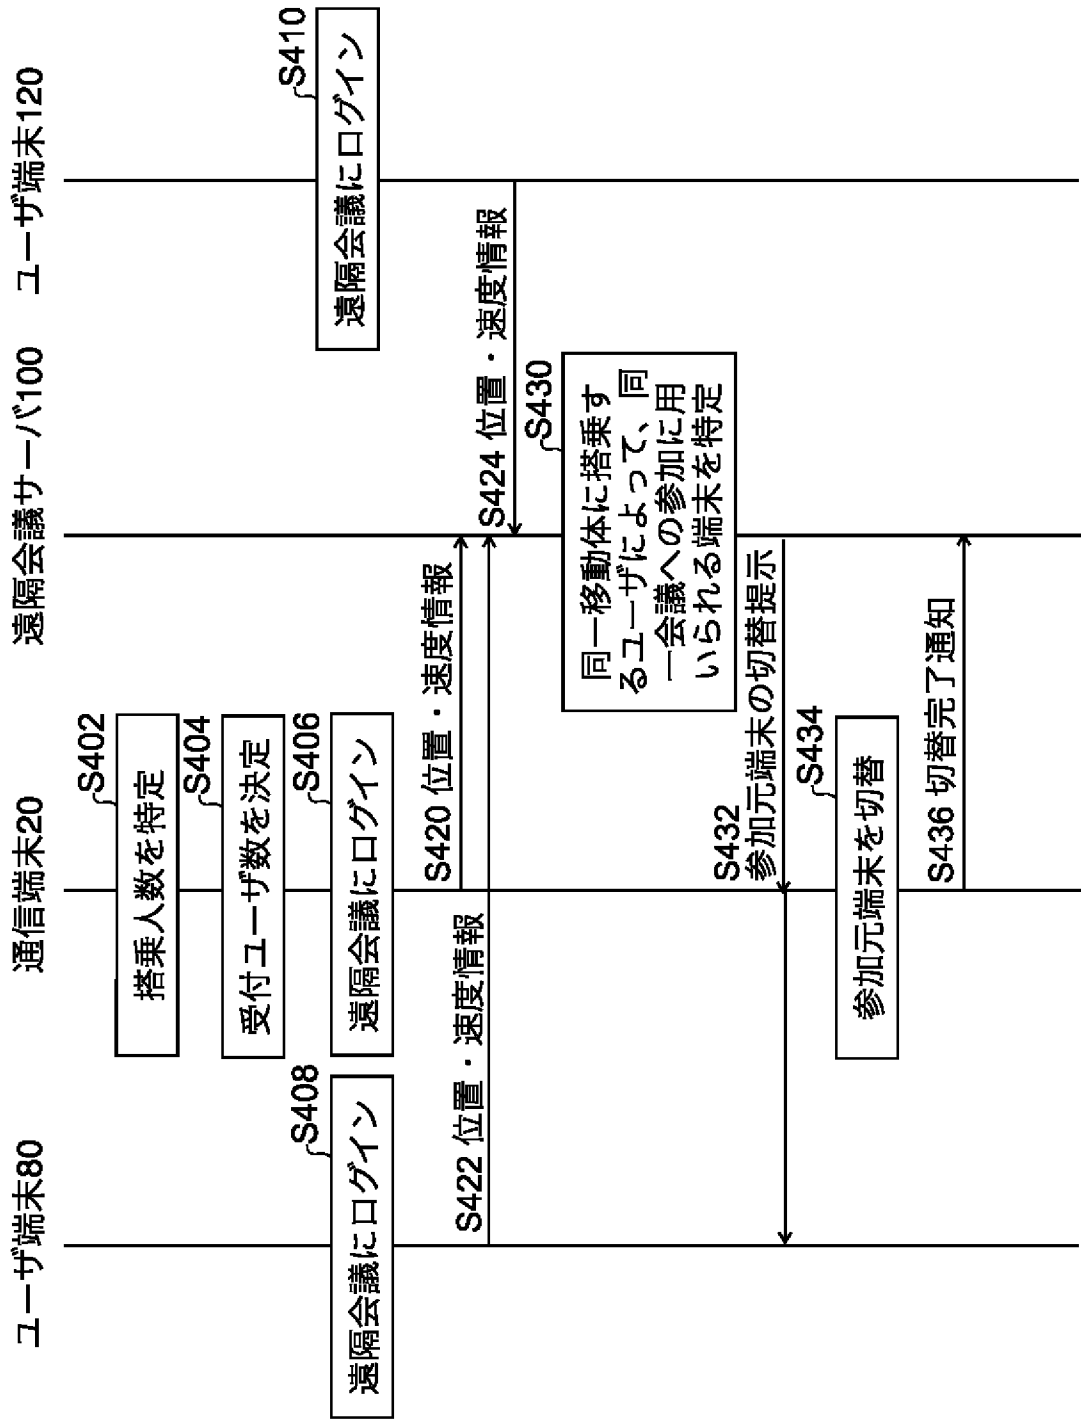 ユーザ端末80
通信端末20
遠隔会議サーバ100
ユーザ端末120
S402
搭乗人数を特定
S404
受付ユーザ数を決定
S408
遠隔会議にログイン
S406
遠隔会議にログイン
S410
遠隔会議にログイン
S420 位置・速度情報
S422 位置・速度情報
S424 位置・速度情報
S430
同一移動体に搭乗す
るユーザによって、同
一会議への参加に用
いられる端末を特定
S432
参加元端末の切替提示
S434
参加元端末を切替
S436 切替完了通知